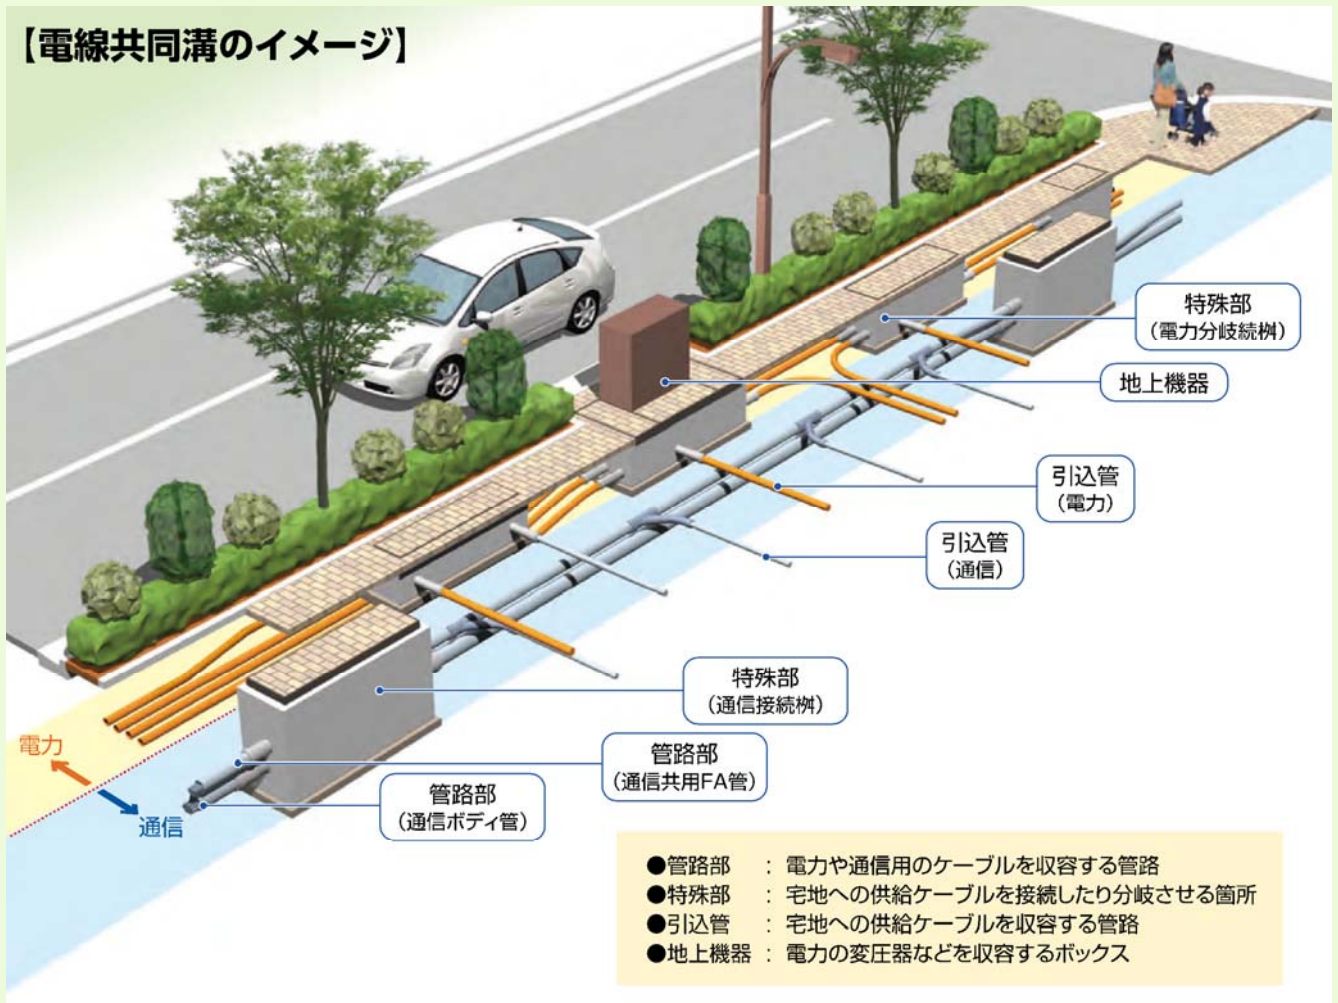 【電線共同溝のイメージ】
特殊部
(電力分岐続桝)
地上機器
引込管
(電力)
引込管
(通信)
特殊部
(通信接続桝)
管路部
(通信共用FA管)
管路部
(通信ボディ管)
電力
通信
●管路部 : 電力や通信用のケーブルを収容する管路
●特殊部 : 宅地への供給ケーブルを接続したり分岐させる箇所
●引込管 : 宅地への供給ケーブルを収容する管路
●地上機器 : 電力の変圧器などを収容するボックス